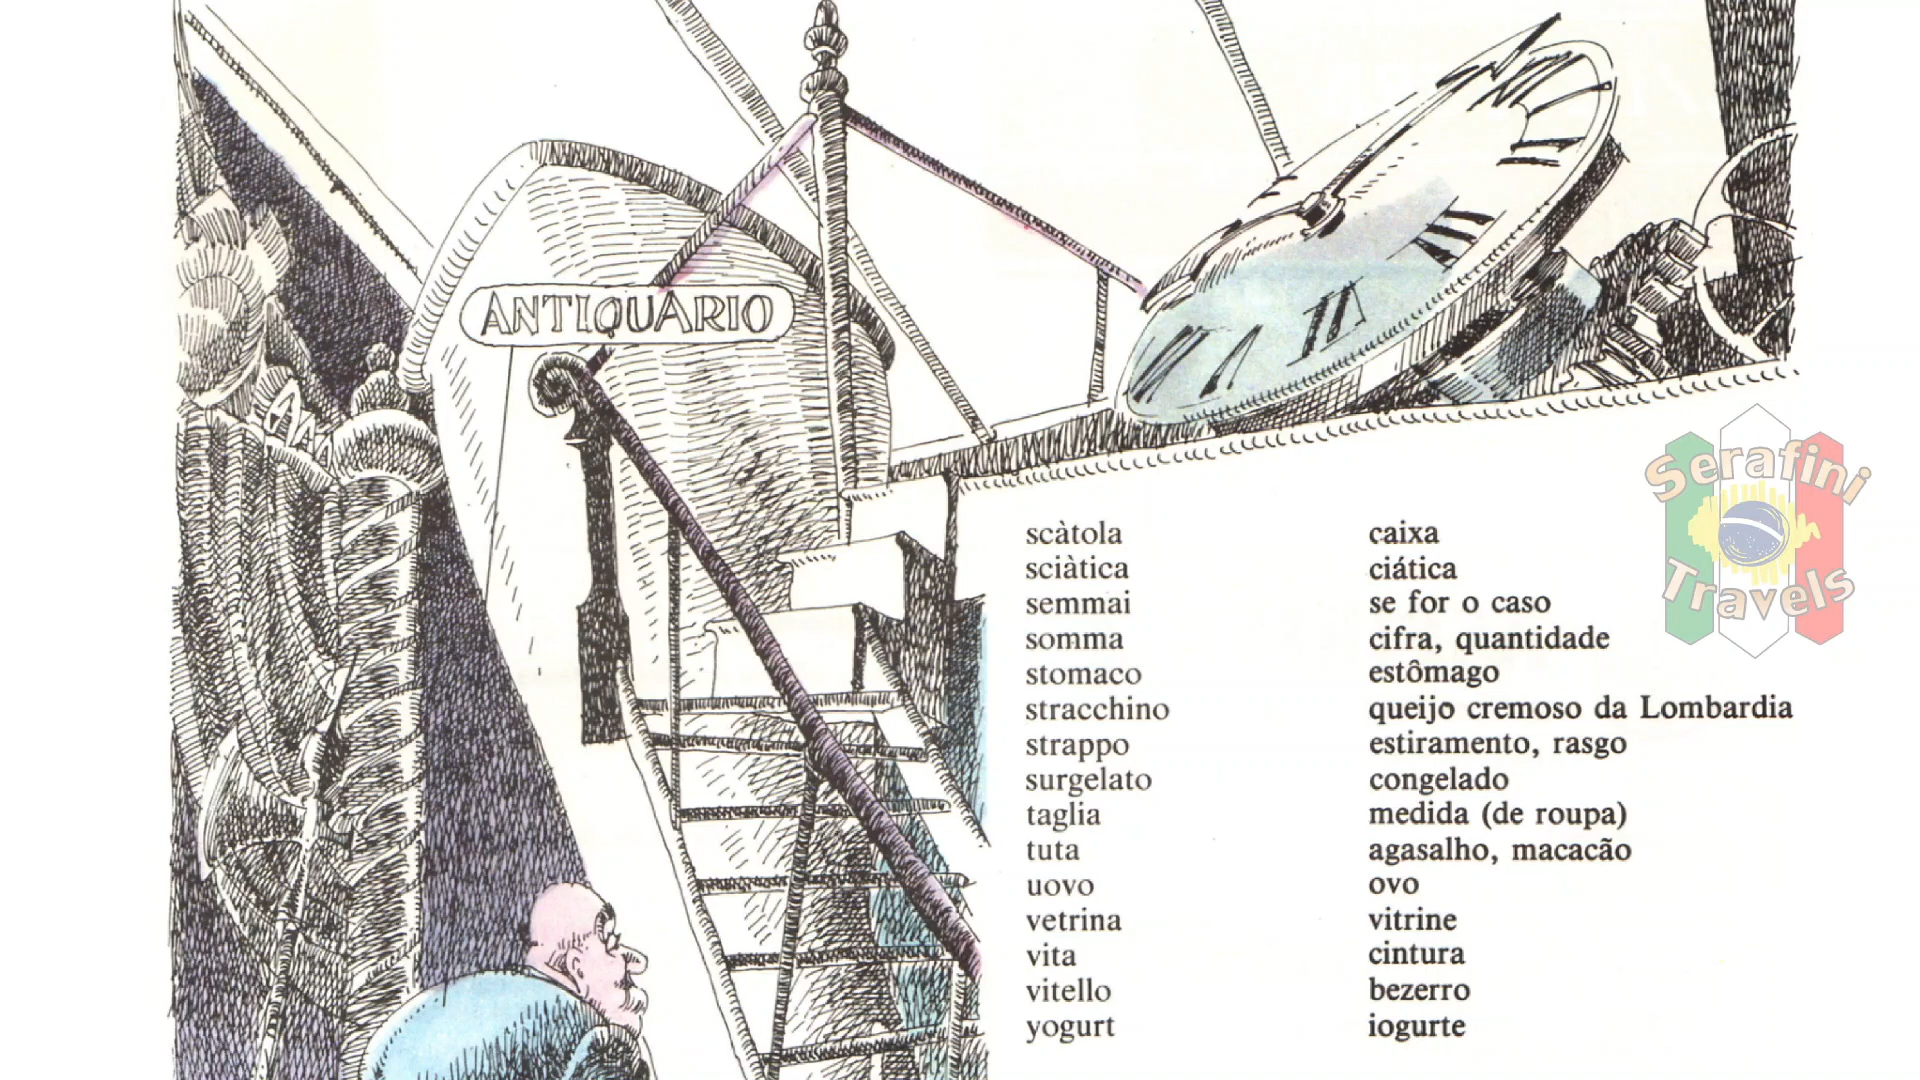 ANTIQUARIO
Serafini
Travels
scàtola caixa
sciàtica ciática
semmai se for o caso
somma cifra, quantidade
stomaco estômago
stracchino queijo cremoso da Lombardia
strappo estiramento, rasgo
surgelato congelado
taglia medida (de roupa)
tuta agasalho, macacão
uovo ovo
vetrina vitrine
vita cintura
vitello bezerro
yogurt iogurte